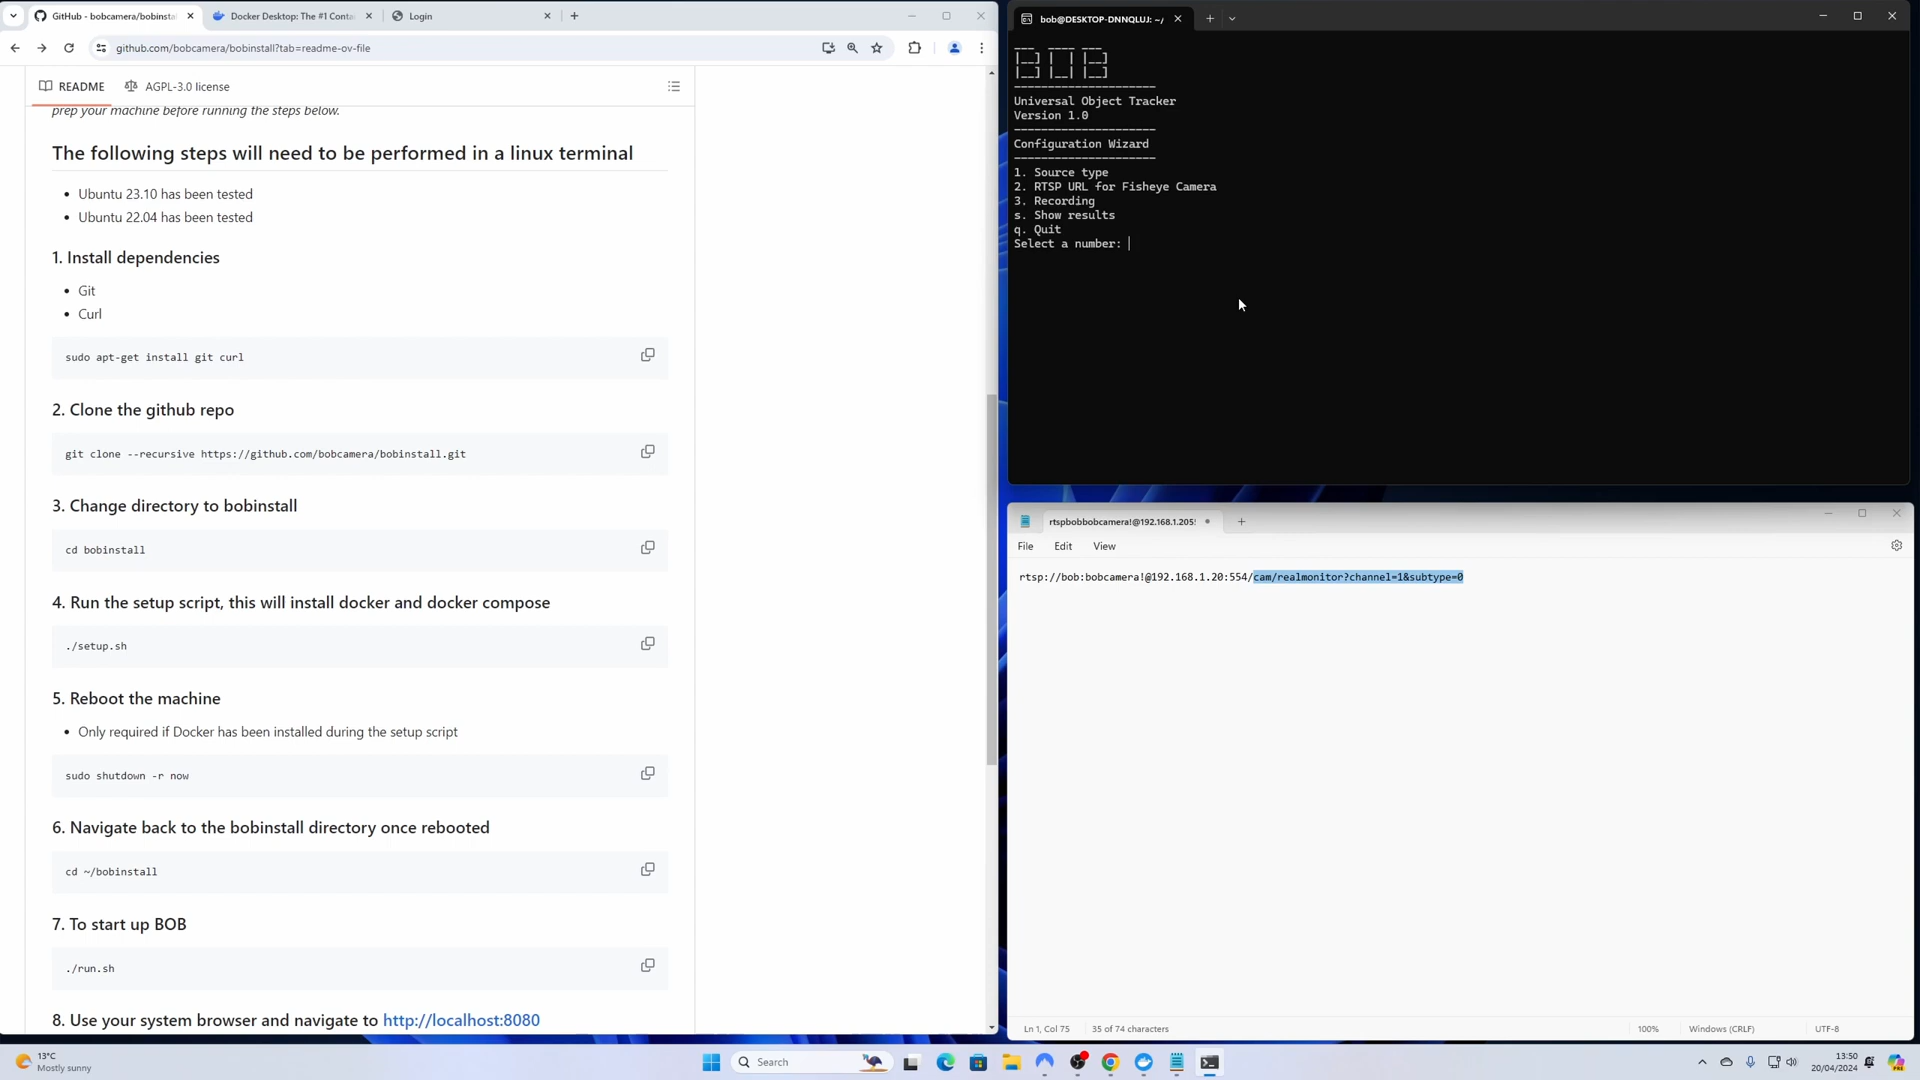 GitHub - bobcamera/bobinstal
Docker Desktop: The #1 Conta
Login
github.com/bobcamera/bobinstall?tab=readme-ov-file
README
AGPL-3.0 license
prep your machine before running the steps below.
The following steps will need to be performed in a linux terminal
Ubuntu 23.10 has been tested
Ubuntu 22.04 has been tested
1. Install dependencies
Git
Curl
sudo apt-get install git curl
2. Clone the github repo
git clone --recursive https://github.com/bobcamera/bobinstall.git
3. Change directory to bobinstall
cd bobinstall
4. Run the setup script, this will install docker and docker compose
./setup.sh
5. Reboot the machine
Only required if Docker has been installed during the setup script
sudo shutdown -r now
6. Navigate back to the bobinstall directory once rebooted
cd ~/bobinstall
7. To start up BOB
./run.sh
8. Use your system browser and navigate to http://localhost:8080
bob@DESKTOP-DNNQLUJ: ~/
BOB
---------------------
Universal Object Tracker
Version 1.0
---------------------
Configuration Wizard
---------------------
1. Source type
2. RTSP URL for Fisheye Camera
3. Recording
s. Show results
q. Quit
Select a number:
rtspbobbobcamera!@192.168.1.205!
File Edit View
rtsp://bob:bobcamera!@192.168.1.20:554/cam/realmonitor?channel=1&subtype=0
Ln 1, Col 75
35 of 74 characters
100%
Windows (CRLF)
UTF-8
13°C
Mostly sunny
Search
13:50
20/04/2024
PRE